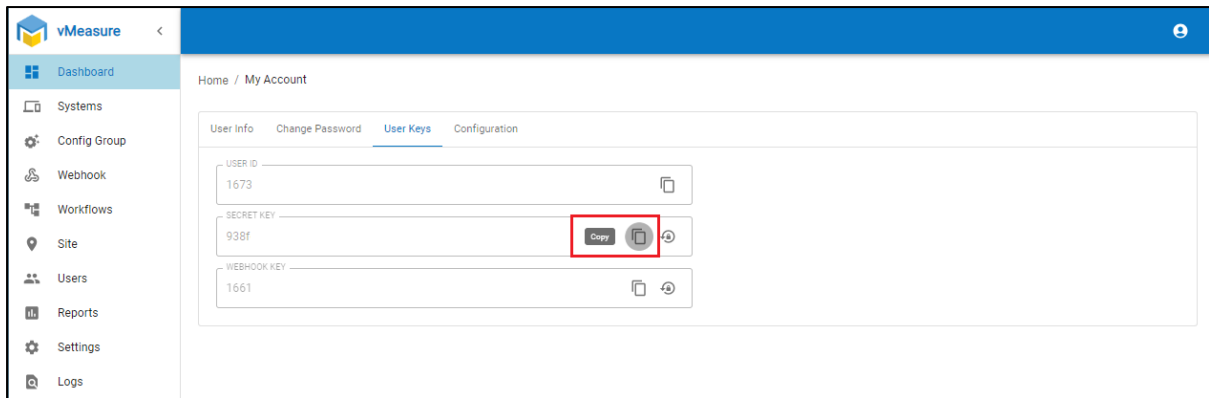 vMeasure
Dashboard
Systems
Config Group
Webhook
Workflows
Site
Users
Reports
Settings
Logs
Home / My Account
User Info Change Password User Keys Configuration
USER ID
1673
SECRET KEY
938f
Copy
WEBHOOK KEY
1661